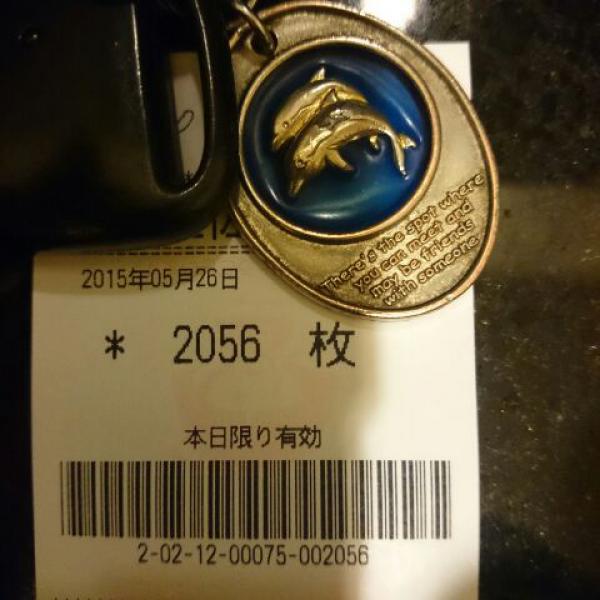 There's the spot where
you can meet and
may be friends
with someone.
2015年05月26日
* 2056 枚
本日限り有効
2-02-12-00075-002056